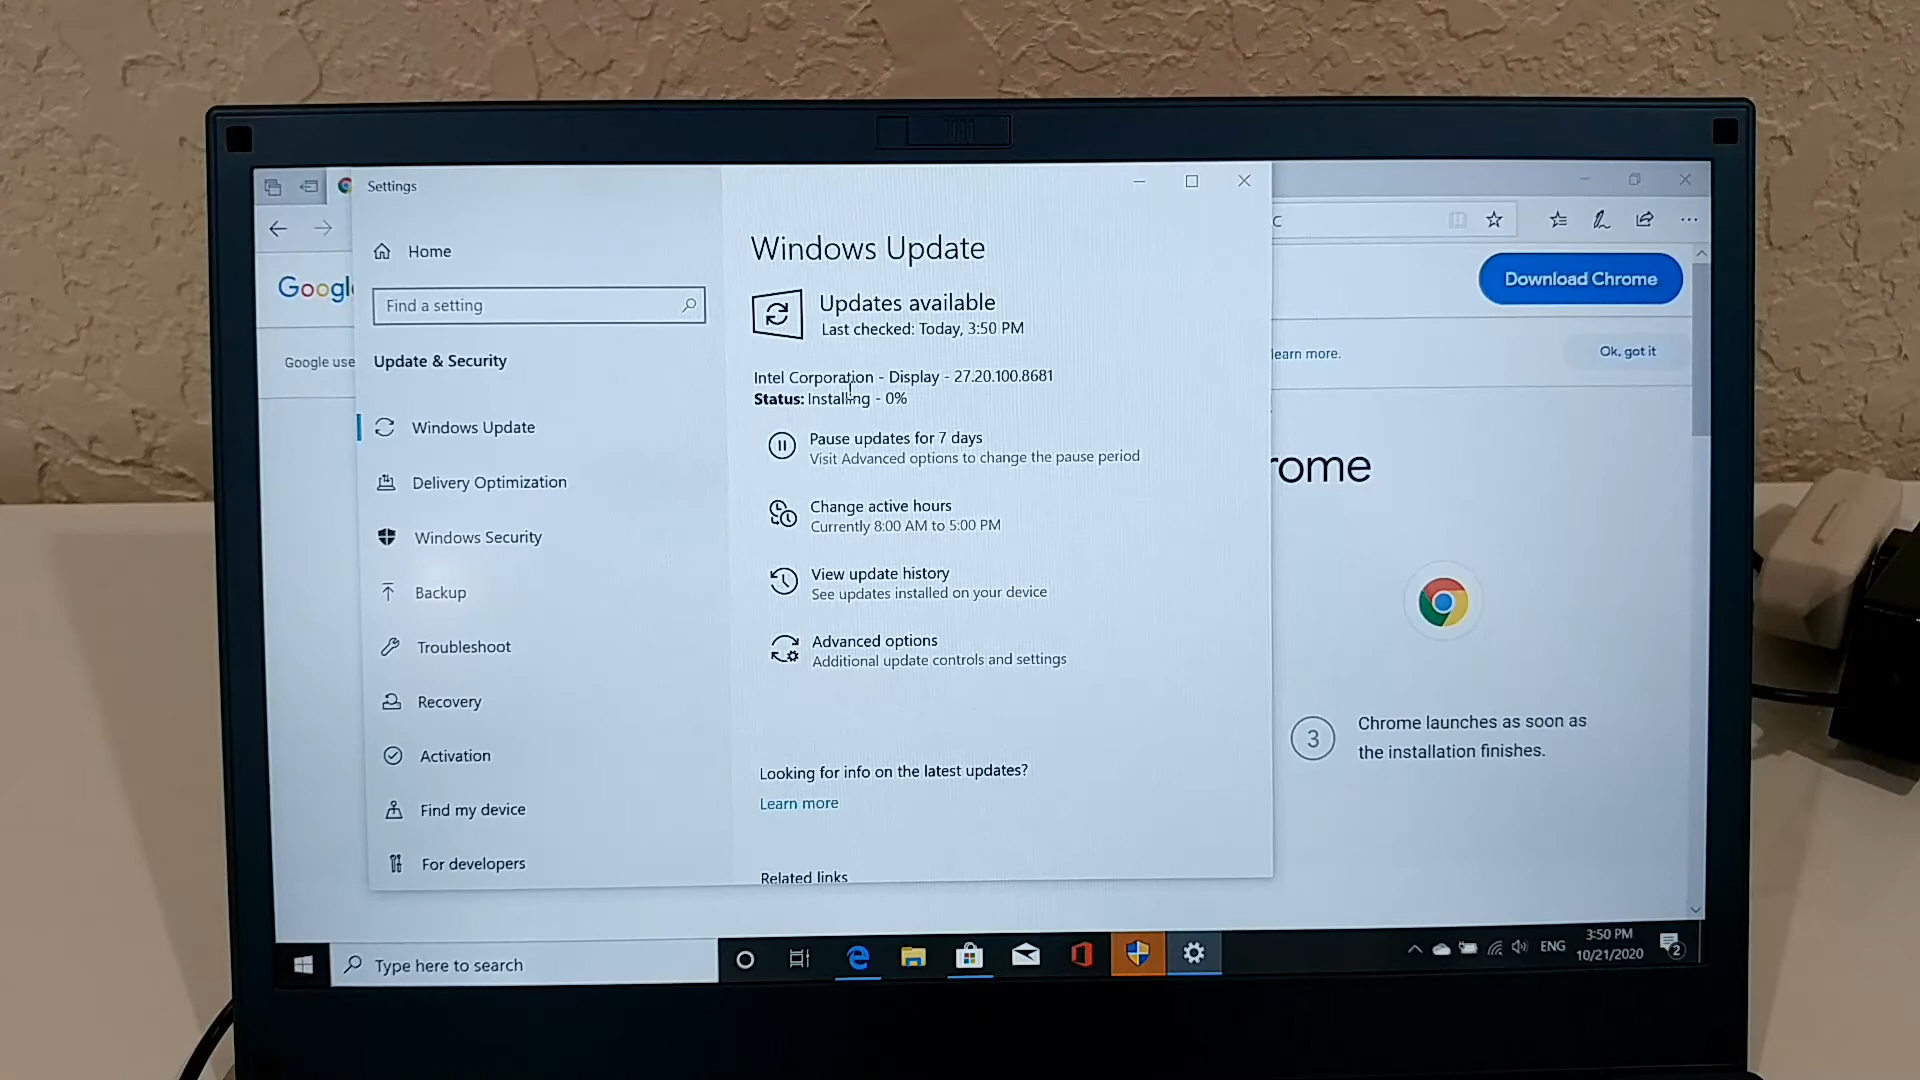 Settings
Home
Find a setting
Update & Security
Windows Update
Delivery Optimization
Windows Security
Backup
Troubleshoot
Recovery
Activation
Find my device
For developers
Windows Update
Updates available
Last checked: Today, 3:50 PM
Intel Corporation - Display - 27.20.100.8681
Status: Installing - 0%
Pause updates for 7 days
Visit Advanced options to change the pause period
Change active hours
Currently 8:00 AM to 5:00 PM
View update history
See updates installed on your device
Advanced options
Additional update controls and settings
Looking for info on the latest updates?
Learn more
Related links
Googl
Google use
Download Chrome
learn more.
Ok, got it
rome
3
Chrome launches as soon as
the installation finishes.
Type here to search
ENG
3:50 PM
10/21/2020
2